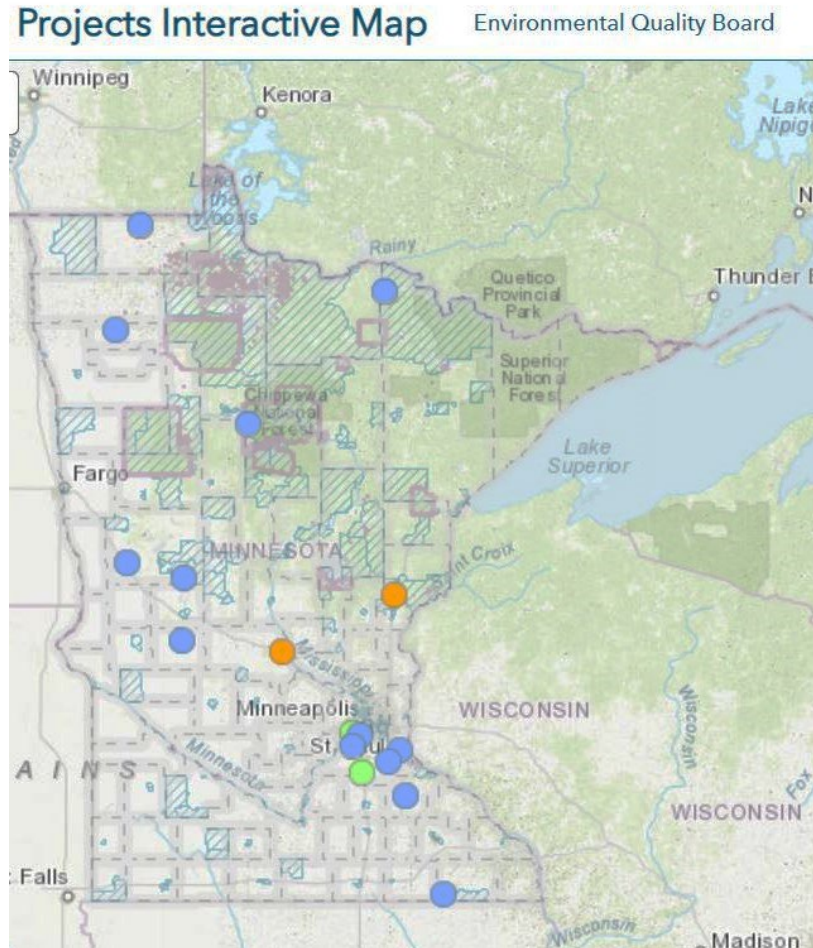 Projects Interactive Map
Environmental Quality Board
Winnipeg
Kenora
Lake
Nipig
Lake of
the
Woods
Rainy
N
Quetico
Provincial
Park
Thunder B
Superior
National
Forest
Chippewa
National
Forest
Lake
Superior
Fargo
MINNESOTA
Saint Croix
Mississippi
Minneapolis
WISCONSIN
Wisconsin
St. Paul
Minnesota
AINS
Fox
WISCONSIN
Falls
Wisconsin
Madison